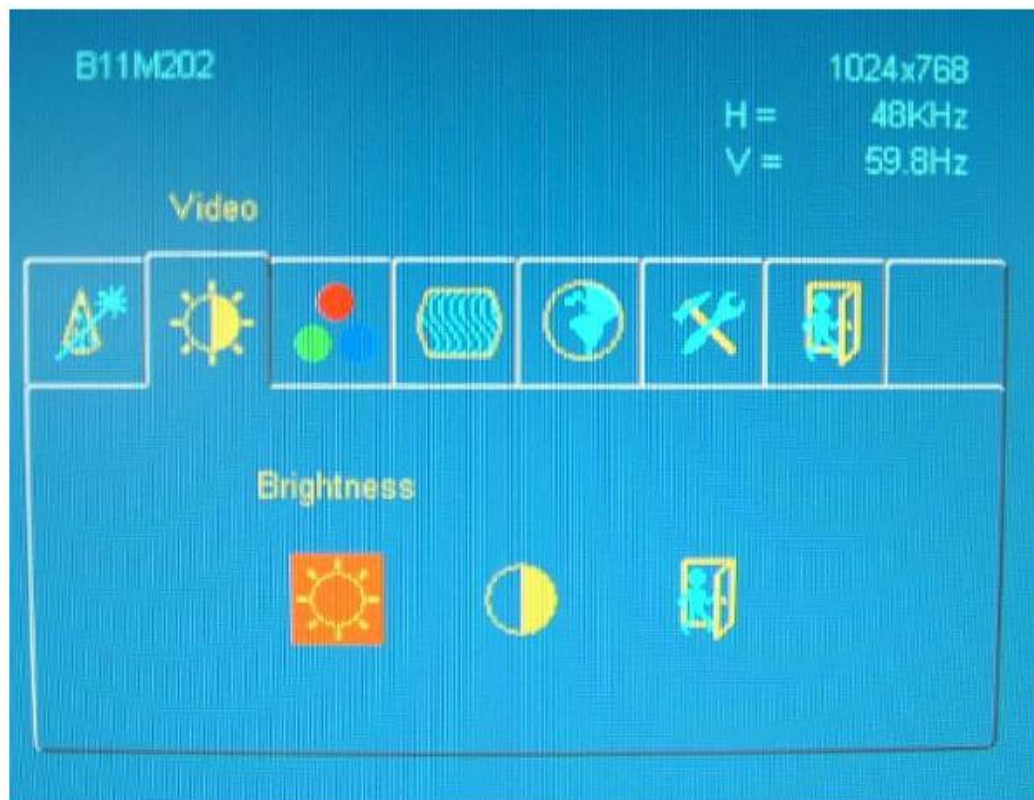 B11M202
1024x768
H = 48KHz
V = 59.8Hz
Video
Brightness